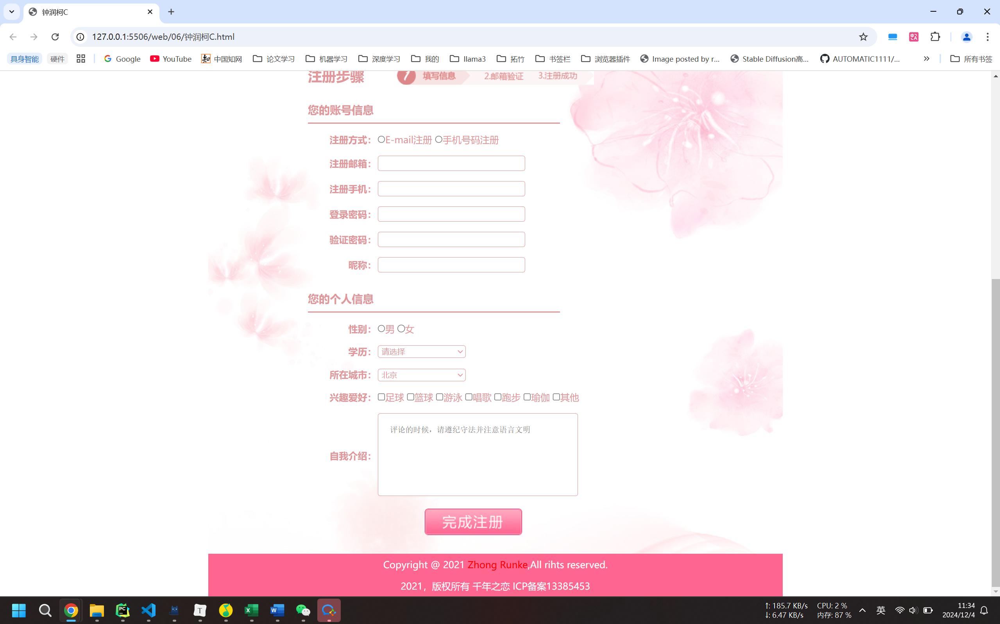 钟润柯C
127.0.0.1:5506/web/06/钟润柯C.html
具身智能 硬件 Google YouTube 中国知网 论文学习 机器学习 深度学习 我的 llama3 拓竹 书签栏 浏览器插件 Image posted by r... Stable Diffusion高... AUTOMATIC1111/... 所有书签
注册步骤 1 填写信息 2.邮箱验证 3.注册成功
您的账号信息
注册方式： E-mail注册 手机号码注册
注册邮箱：
注册手机：
登录密码：
验证密码：
昵称：
您的个人信息
性别： 男 女
学历： 请选择
所在城市： 北京
兴趣爱好： 足球 篮球 游泳 唱歌 跑步 瑜伽 其他
评论的时候，请遵纪守法并注意语言文明
自我介绍：
完成注册
Copyright @ 2021 Zhong Runke,All rihts reserved.
2021，版权所有 千年之恋 ICP备案13385453
↑: 185.7 KB/s CPU: 2 % 11:34
↓: 6.47 KB/s 内存: 87 % 英 2024/12/4